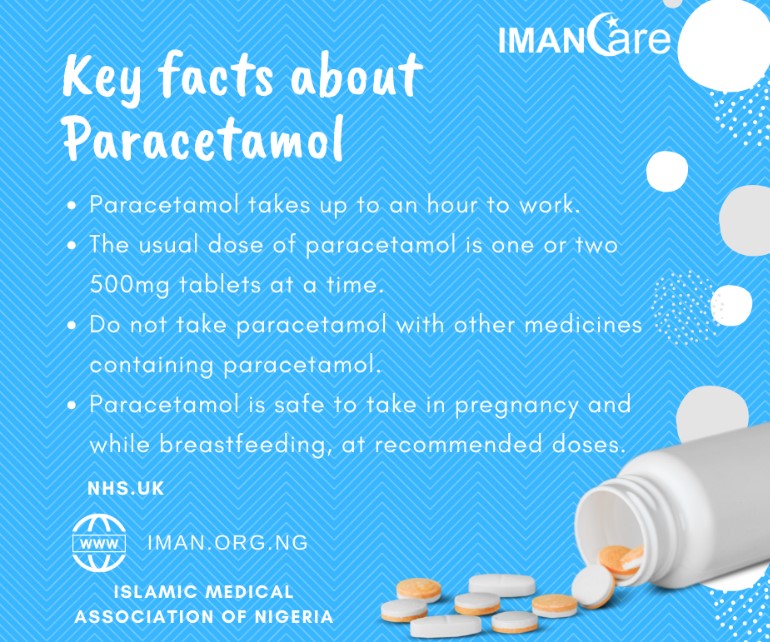 IMANCare
Key facts about
Paracetamol
• Paracetamol takes up to an hour to work.
• The usual dose of paracetamol is one or two
500mg tablets at a time.
• Do not take paracetamol with other medicines
containing paracetamol.
• Paracetamol is safe to take in pregnancy and
while breastfeeding, at recommended doses.
NHS.UK
WWW
IMAN.ORG.NG
ISLAMIC MEDICAL
ASSOCIATION OF NIGERIA